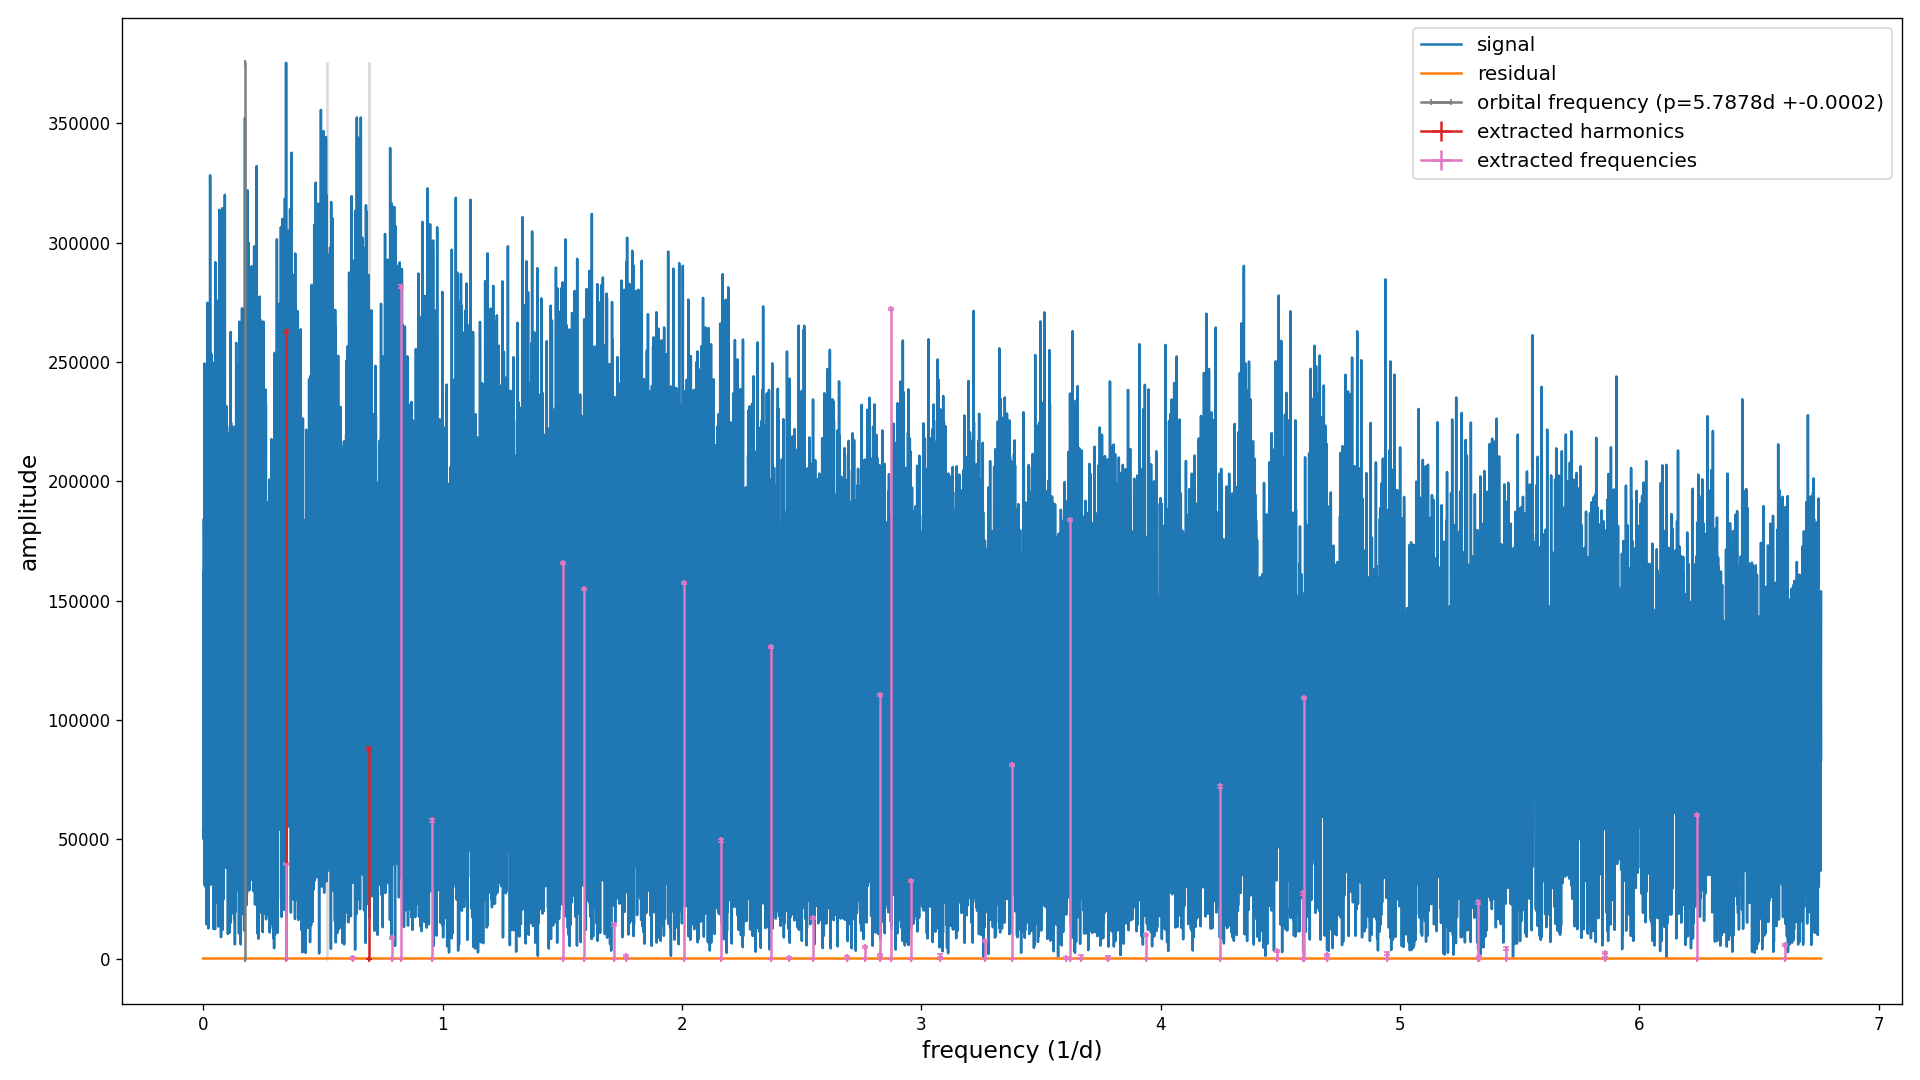 signal
residual
orbital frequency (p=5.7878d +-0.0002)
extracted harmonics
extracted frequencies
amplitude
350000
300000
250000
200000
150000
100000
50000
0
0 1 2 3 4 5 6 7
frequency (1/d)